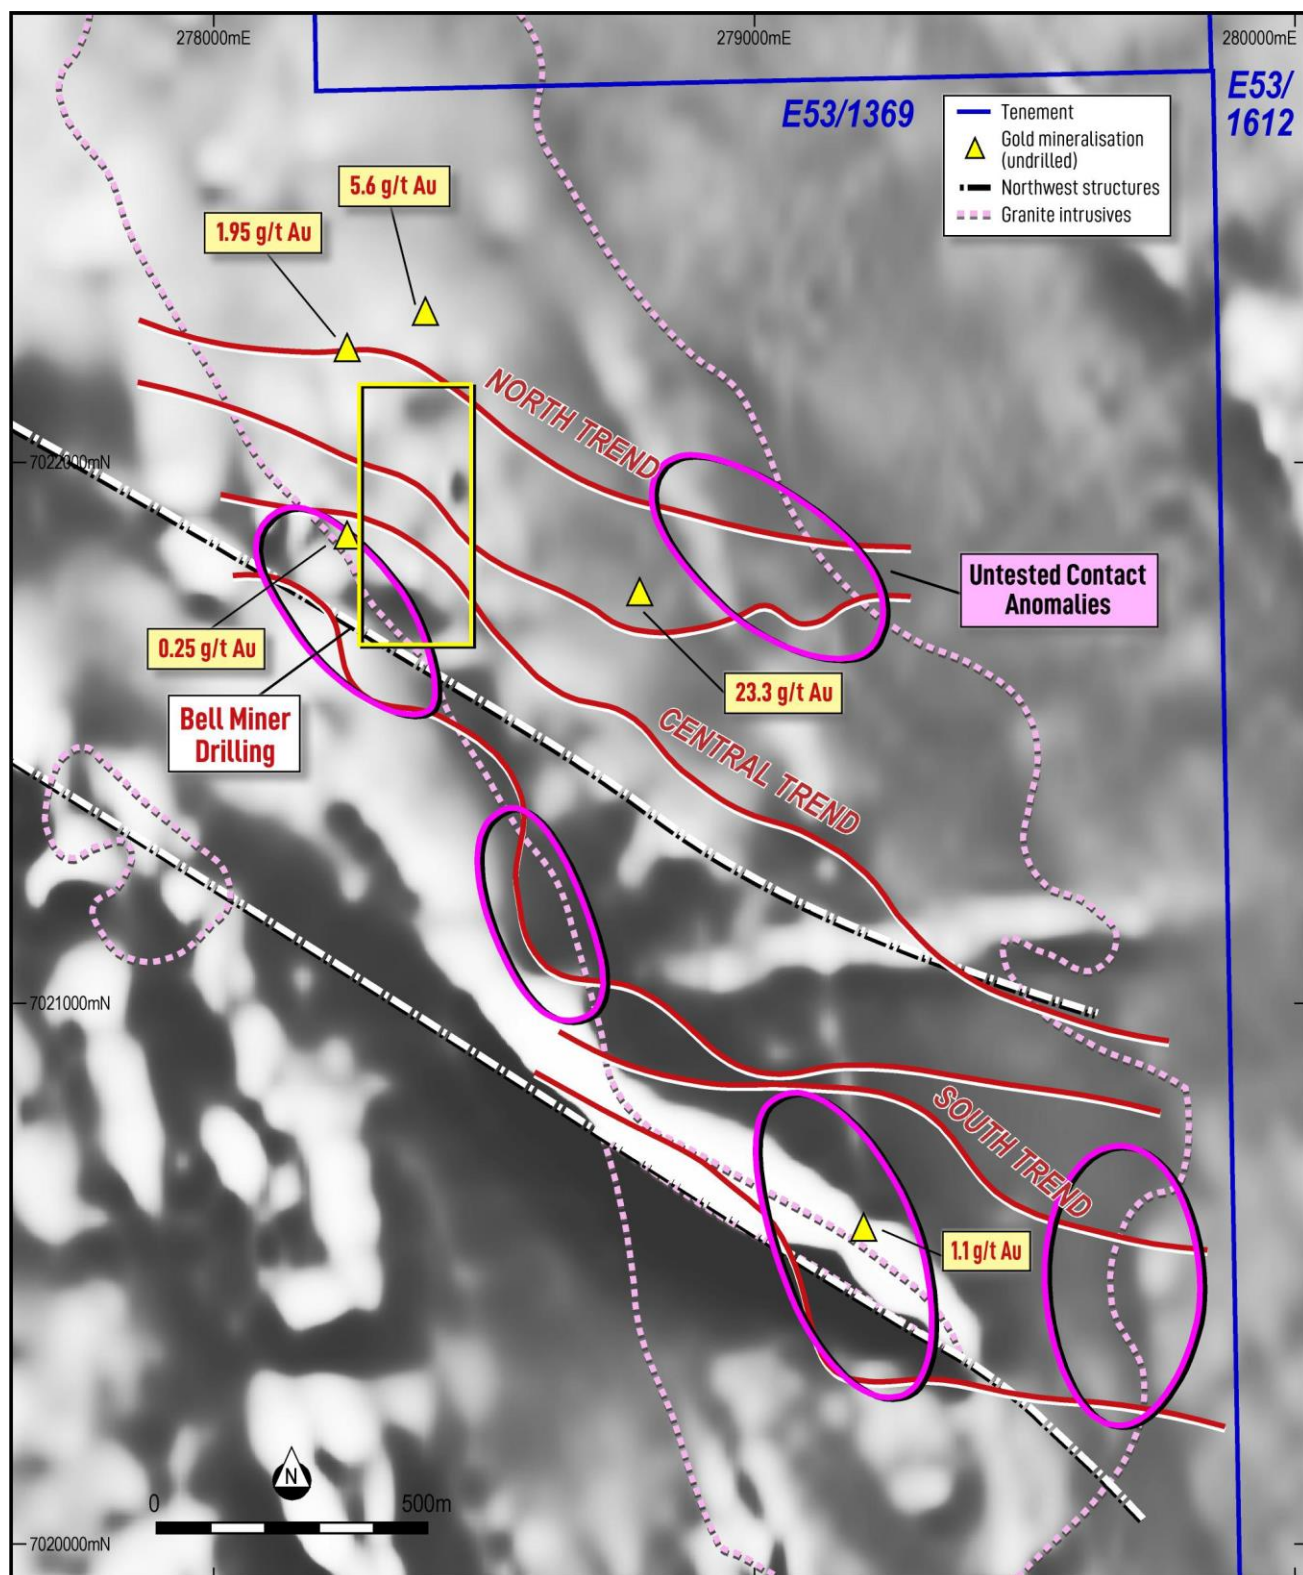 278000mE
279000mE
280000mE
E53/1369
E53/
1612
Tenement
Gold mineralisation
(undrilled)
Northwest structures
Granite intrusives
5.6 g/t Au
1.95 g/t Au
NORTH TREND
7022000mN
Untested Contact
Anomalies
0.25 g/t Au
23.3 g/t Au
Bell Miner
Drilling
CENTRAL TREND
7021000mN
SOUTH TREND
1.1 g/t Au
N
0
500m
7020000mN